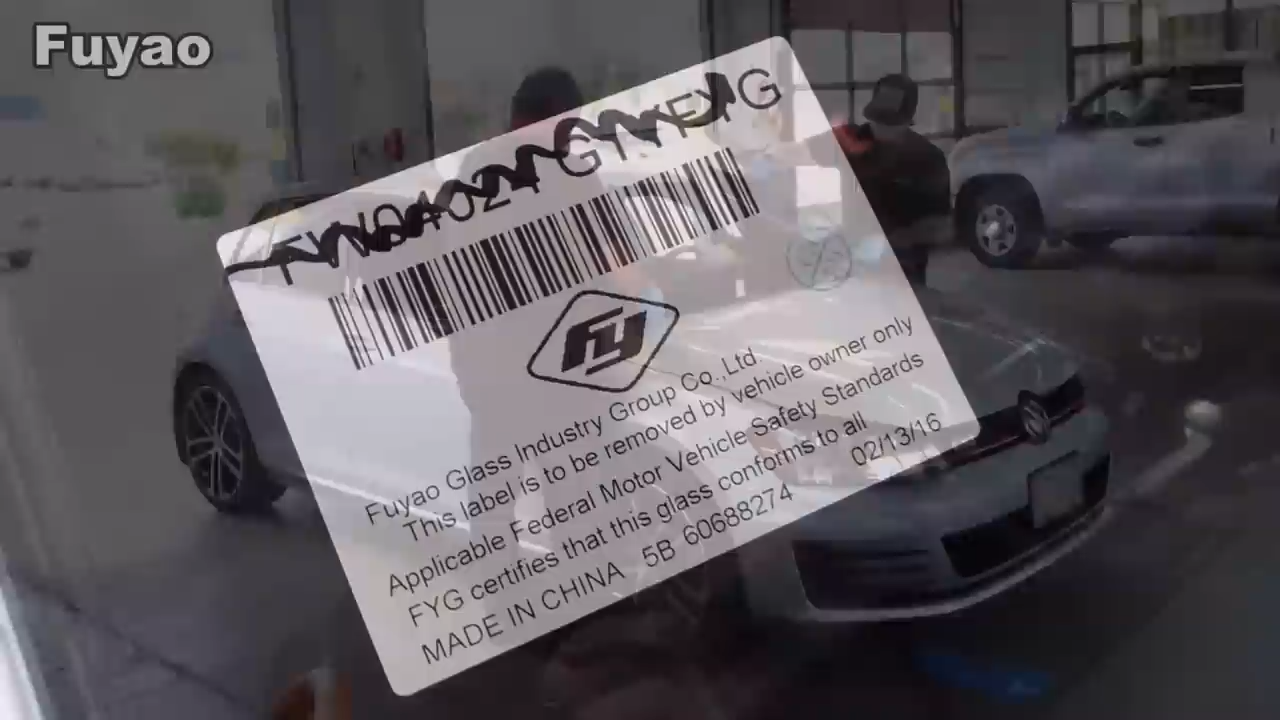 Fuyao
fy
Fuyao Glass Industry Group Co.,Ltd.
This label is to be removed by vehicle owner only
Applicable Federal Motor Vehicle Safety Standards
FYG certifies that this glass conforms to all
MADE IN CHINA 5B 60688274 02/13/16